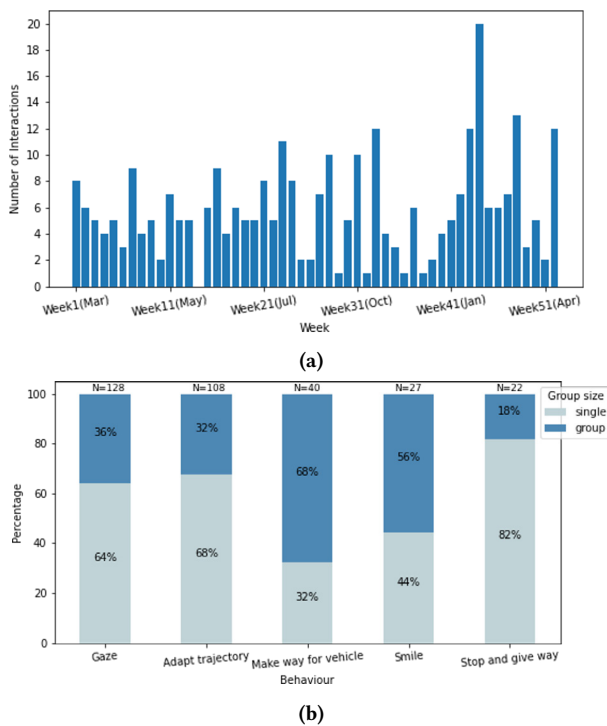 20
18
16
14
12
10
8
6
4
2
0
Number of Interactions
Week1(Mar) Week11(May) Week21(Jul) Week31(Oct) Week41(Jan) Week51(Apr)
Week
(a)
N=128 N=108 N=40 N=27 N=22
Group size
single
group
100
80
60
40
20
0
Percentage
36% 32% 68% 56% 18%
64% 68% 32% 44% 82%
Gaze Adapt trajectory Make way for vehicle Smile Stop and give way
Behaviour
(b)